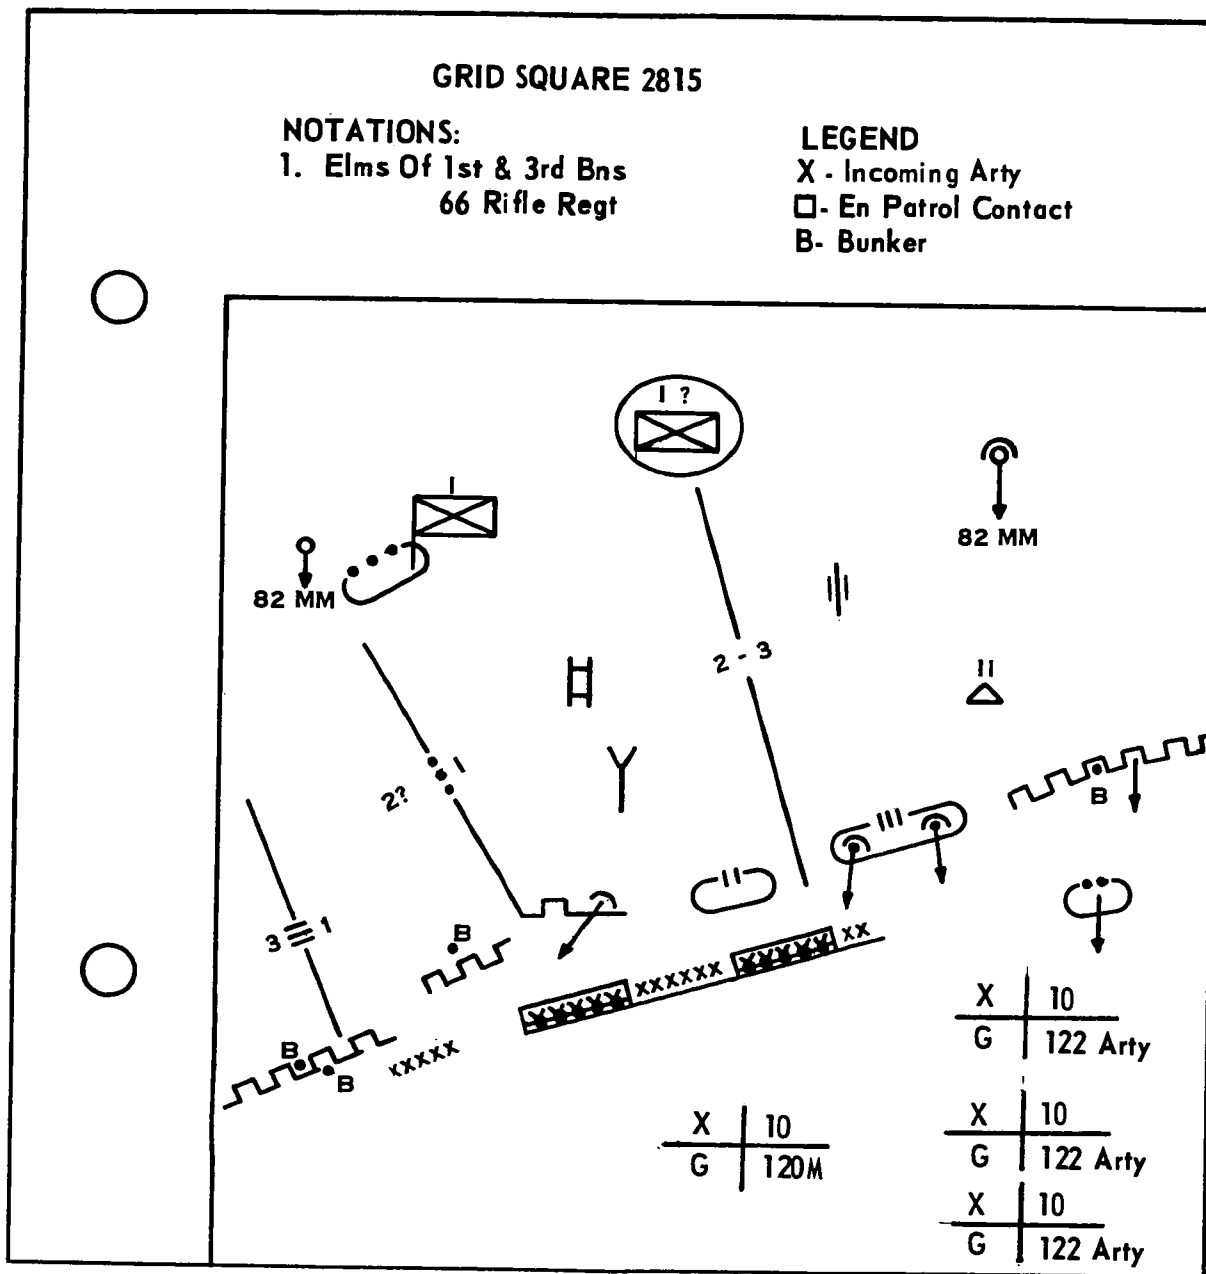 GRID SQUARE 2815
NOTATIONS:
1. Elms Of 1st & 3rd Bns
66 Rifle Regt
LEGEND
X - Incoming Arty
□- En Patrol Contact
B- Bunker
I ?
I
82 MM
82 MM
2 - 3
II
I
2?
III
II
B
3 1
B
XX
XXXXXX
XXXXX
B
B
X 10
G 122 Arty
X 10
G 120M
X 10
G 122 Arty
X 10
G 122 Arty